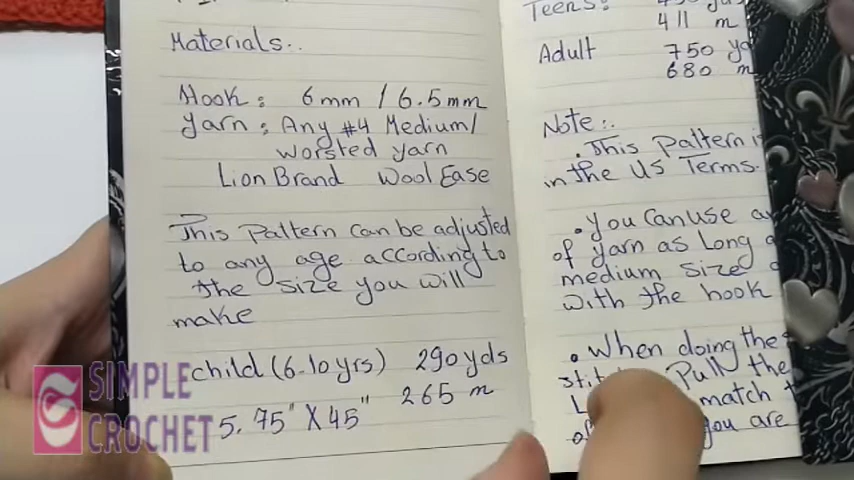 Materials..
Hook: 6mm / 6.5mm
Yarn: Any #4 Medium/
worsted yarn
Lion Brand Wool Ease
This Pattern can be adjusted
to any age according to
the size you will
make
child (6-10yrs) 290 yds
5.75" X 45" 265 m
Teens:
411 m
Adult 750
680 m
Note:.
. This Pattern
in the US Terms.
. You can use
of yarn as Long
medium size
with the hook
. When doing the
Pull the
match
you are
SIMPLE
CROCHET